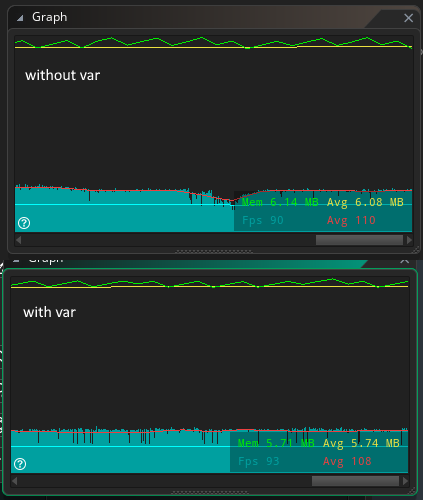 Graph
without var
Mem 6.14 MB Avg 6.08 MB
Fps 90 Avg 110
Graph
with var
Mem 5.71 MB Avg 5.74 MB
Fps 93 Avg 108